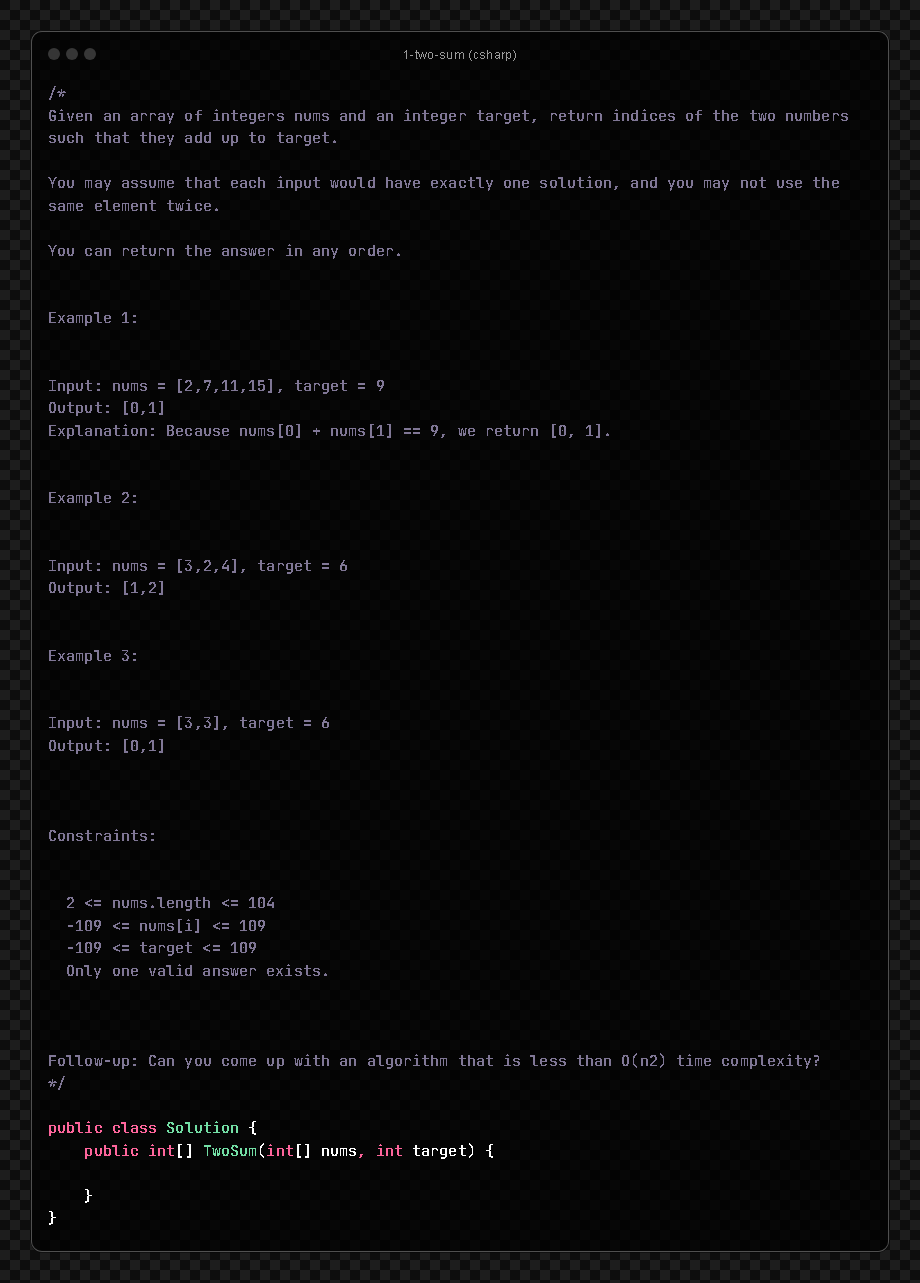 1-two-sum (csharp)
/*
Given an array of integers nums and an integer target, return indices of the two numbers
such that they add up to target.
You may assume that each input would have exactly one solution, and you may not use the
same element twice.
You can return the answer in any order.
Example 1:
Input: nums = [2,7,11,15], target = 9
Output: [0,1]
Explanation: Because nums[0] + nums[1] == 9, we return [0, 1].
Example 2:
Input: nums = [3,2,4], target = 6
Output: [1,2]
Example 3:
Input: nums = [3,3], target = 6
Output: [0,1]
Constraints:
  2 <= nums.length <= 104
  -109 <= nums[i] <= 109
  -109 <= target <= 109
  Only one valid answer exists.
Follow-up: Can you come up with an algorithm that is less than O(n2) time complexity?
*/
public class Solution {
    public int[] TwoSum(int[] nums, int target) {
    }
}